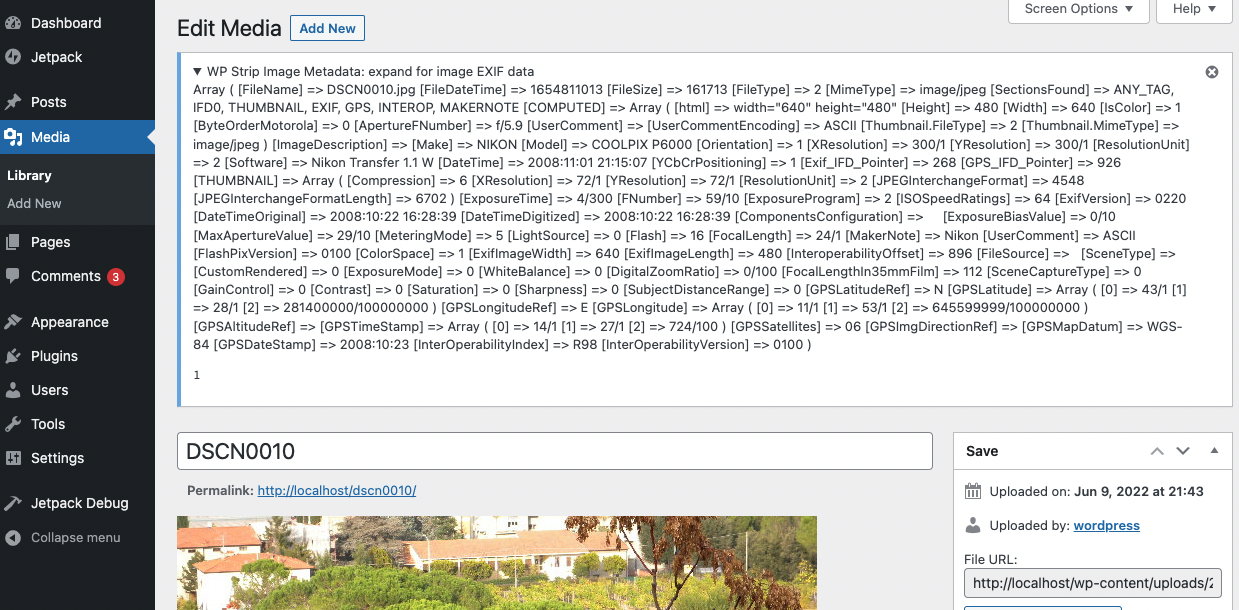 Dashboard
Jetpack
Posts
Media
Library
Add New
Pages
Comments 3
Appearance
Plugins
Users
Tools
Settings
Jetpack Debug
Collapse menu
Screen Options ▼
Help ▼
Edit Media Add New
▼ WP Strip Image Metadata: expand for image EXIF data
Array ( [FileName] => DSCN0010.jpg [FileDateTime] => 1654811013 [FileSize] => 161713 [FileType] => 2 [MimeType] => image/jpeg [SectionsFound] => ANY_TAG,
IFD0, THUMBNAIL, EXIF, GPS, INTEROP, MAKERNOTE [COMPUTED] => Array ( [html] => width="640" height="480" [Height] => 480 [Width] => 640 [IsColor] => 1
[ByteOrderMotorola] => 0 [ApertureFNumber] => f/5.9 [UserComment] => [UserCommentEncoding] => ASCII [Thumbnail.FileType] => 2 [Thumbnail.MimeType] =>
image/jpeg ) [ImageDescription] => [Make] => NIKON [Model] => COOLPIX P6000 [Orientation] => 1 [XResolution] => 300/1 [YResolution] => 300/1 [ResolutionUnit]
=> 2 [Software] => Nikon Transfer 1.1 W [DateTime] => 2008:11:01 21:15:07 [YCbCrPositioning] => 1 [Exif_IFD_Pointer] => 268 [GPS_IFD_Pointer] => 926
[THUMBNAIL] => Array ( [Compression] => 6 [XResolution] => 72/1 [YResolution] => 72/1 [ResolutionUnit] => 2 [JPEGInterchangeFormat] => 4548
[JPEGInterchangeFormatLength] => 6702 ) [ExposureTime] => 4/300 [FNumber] => 59/10 [ExposureProgram] => 2 [ISOSpeedRatings] => 64 [ExifVersion] => 0220
[DateTimeOriginal] => 2008:10:22 16:28:39 [DateTimeDigitized] => 2008:10:22 16:28:39 [ComponentsConfiguration] => [ExposureBiasValue] => 0/10
[MaxApertureValue] => 29/10 [MeteringMode] => 5 [LightSource] => 0 [Flash] => 16 [FocalLength] => 24/1 [MakerNote] => Nikon [UserComment] => ASCII
[FlashPixVersion] => 0100 [ColorSpace] => 1 [ExifImageWidth] => 640 [ExifImageLength] => 480 [InteroperabilityOffset] => 896 [FileSource] => [SceneType] =>
[CustomRendered] => 0 [ExposureMode] => 0 [WhiteBalance] => 0 [DigitalZoomRatio] => 0/100 [FocalLengthIn35mmFilm] => 112 [SceneCaptureType] => 0
[GainControl] => 0 [Contrast] => 0 [Saturation] => 0 [Sharpness] => 0 [SubjectDistanceRange] => 0 [GPSLatitudeRef] => N [GPSLatitude] => Array ( [0] => 43/1 [1]
=> 28/1 [2] => 281400000/100000000 ) [GPSLongitudeRef] => E [GPSLongitude] => Array ( [0] => 11/1 [1] => 53/1 [2] => 645599999/100000000 )
[GPSAltitudeRef] => [GPSTimeStamp] => Array ( [0] => 14/1 [1] => 27/1 [2] => 724/100 ) [GPSSatellites] => 06 [GPSImgDirectionRef] => [GPSMapDatum] => WGS-
84 [GPSDateStamp] => 2008:10:23 [InterOperabilityIndex] => R98 [InterOperabilityVersion] => 0100 )
1
DSCN0010
Permalink: http://localhost/dscn0010/
Save
Uploaded on: Jun 9, 2022 at 21:43
Uploaded by: wordpress
File URL:
http://localhost/wp-content/uploads/2